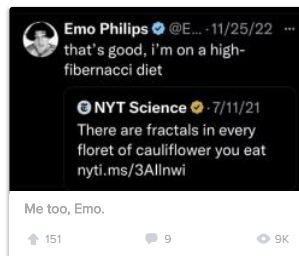 Emo Philips @E... · 11/25/22 ···
that's good, i'm on a high-
fibernacci diet
NYT Science · 7/11/21
There are fractals in every
floret of cauliflower you eat
nyti.ms/3AIlnwi
Me too, Emo.
151 9 9K